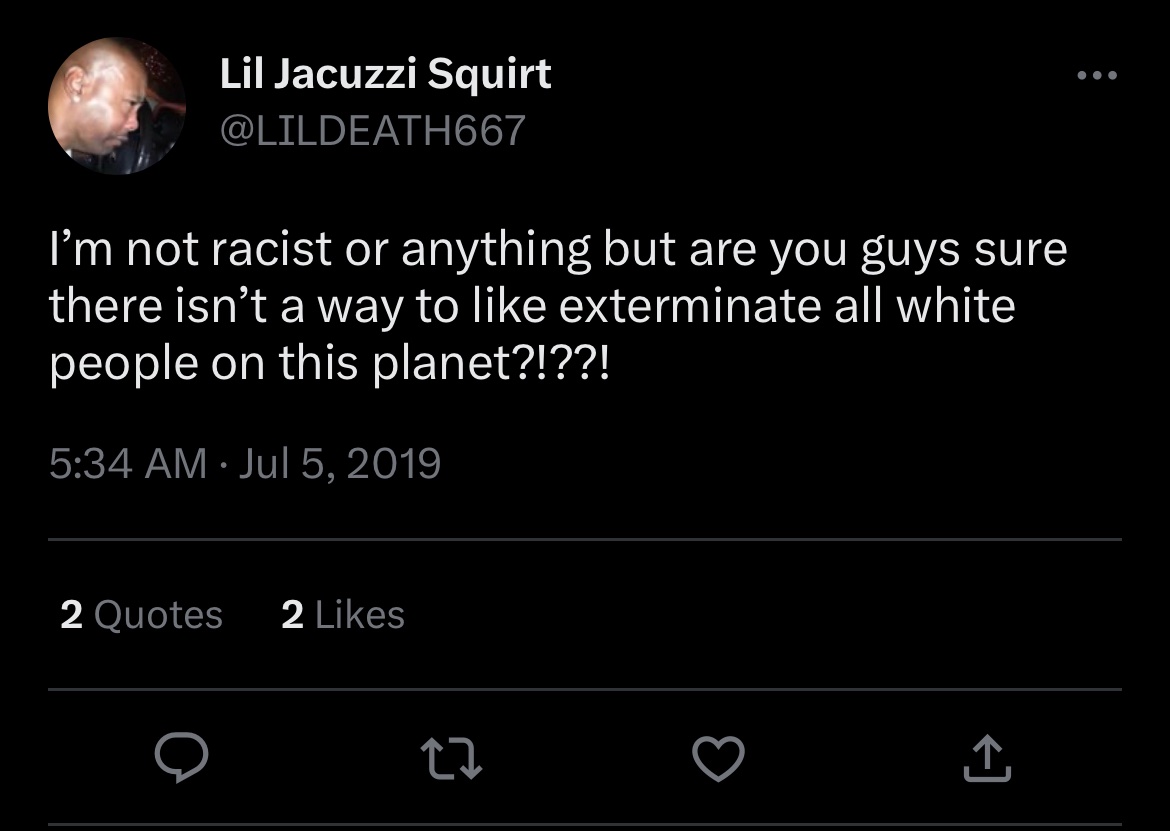 Lil Jacuzzi Squirt
@LILDEATH667
I’m not racist or anything but are you guys sure
there isn’t a way to like exterminate all white
people on this planet?!??!
5:34 AM · Jul 5, 2019
2 Quotes 2 Likes